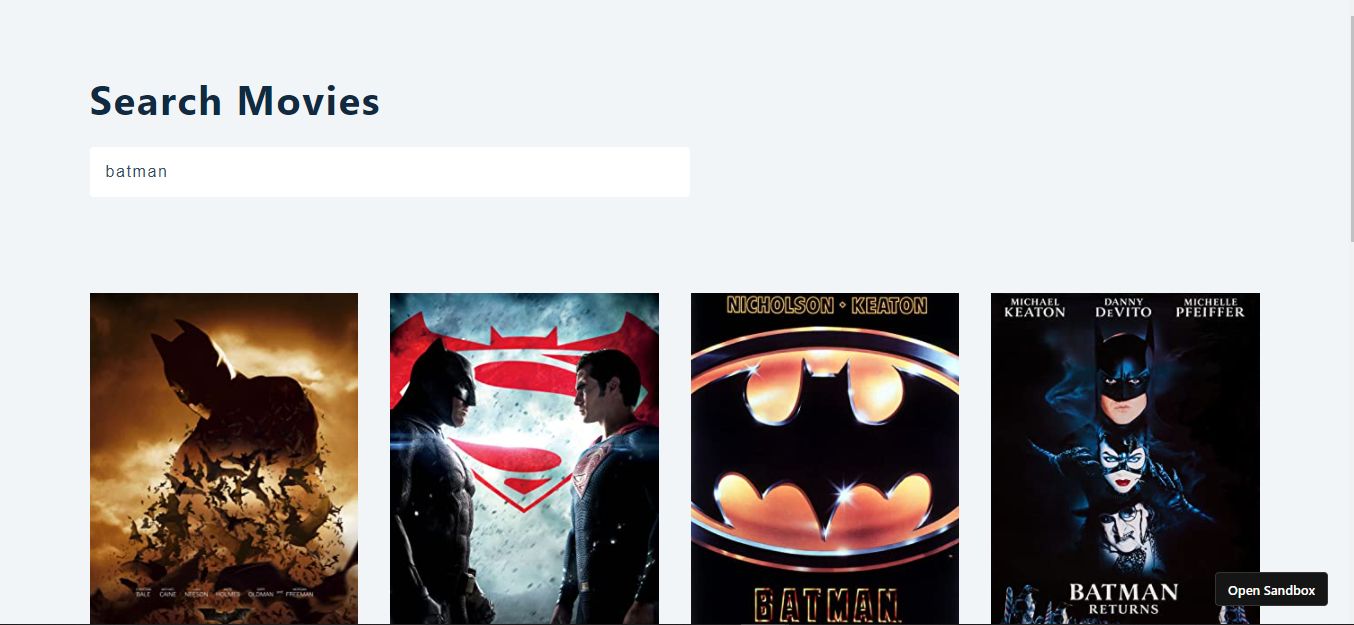 Search Movies
batman
BALE CAINE NEESON HOLMES OLDMAN AND FREEMAN
NICHOLSON · KEATON
BATMAN
MICHAEL KEATON
DANNY DEVITO
MICHELLE PFEIFFER
BATMAN
RETURNS
Open Sandbox